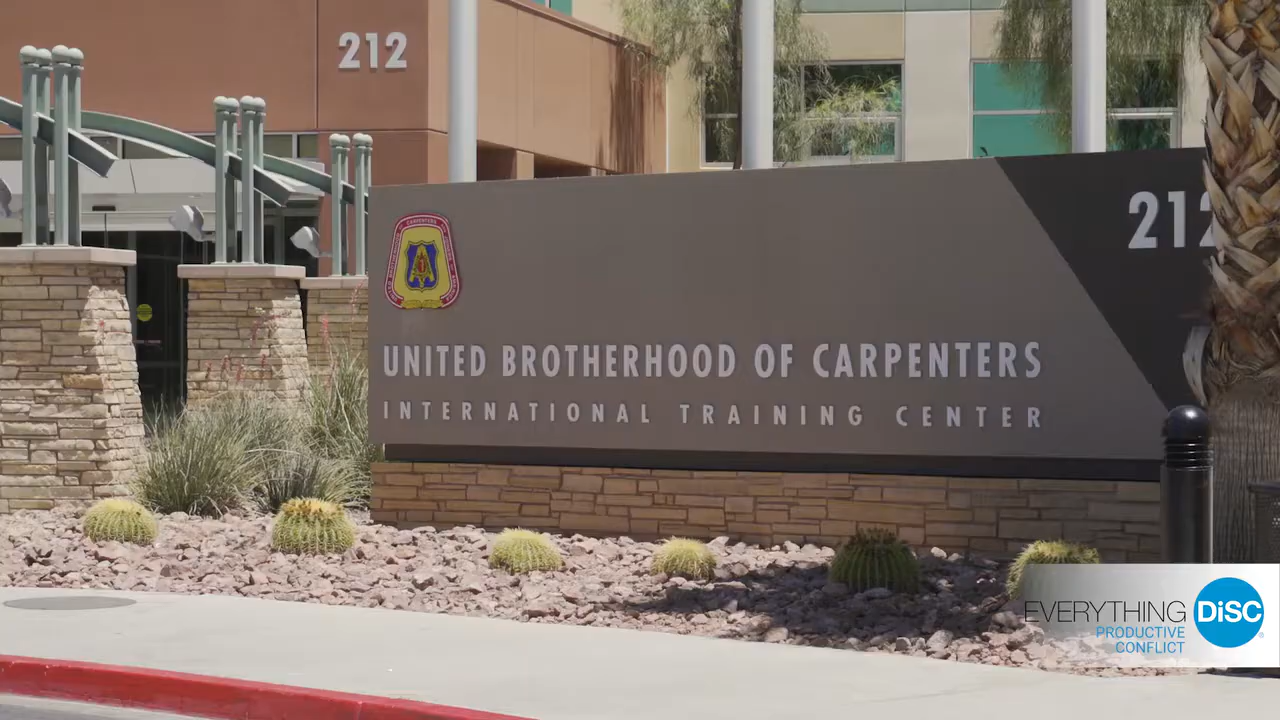 212
212
UNITED BROTHERHOOD OF CARPENTERS
INTERNATIONAL TRAINING CENTER
EVERYTHING DiSC
PRODUCTIVE
CONFLICT